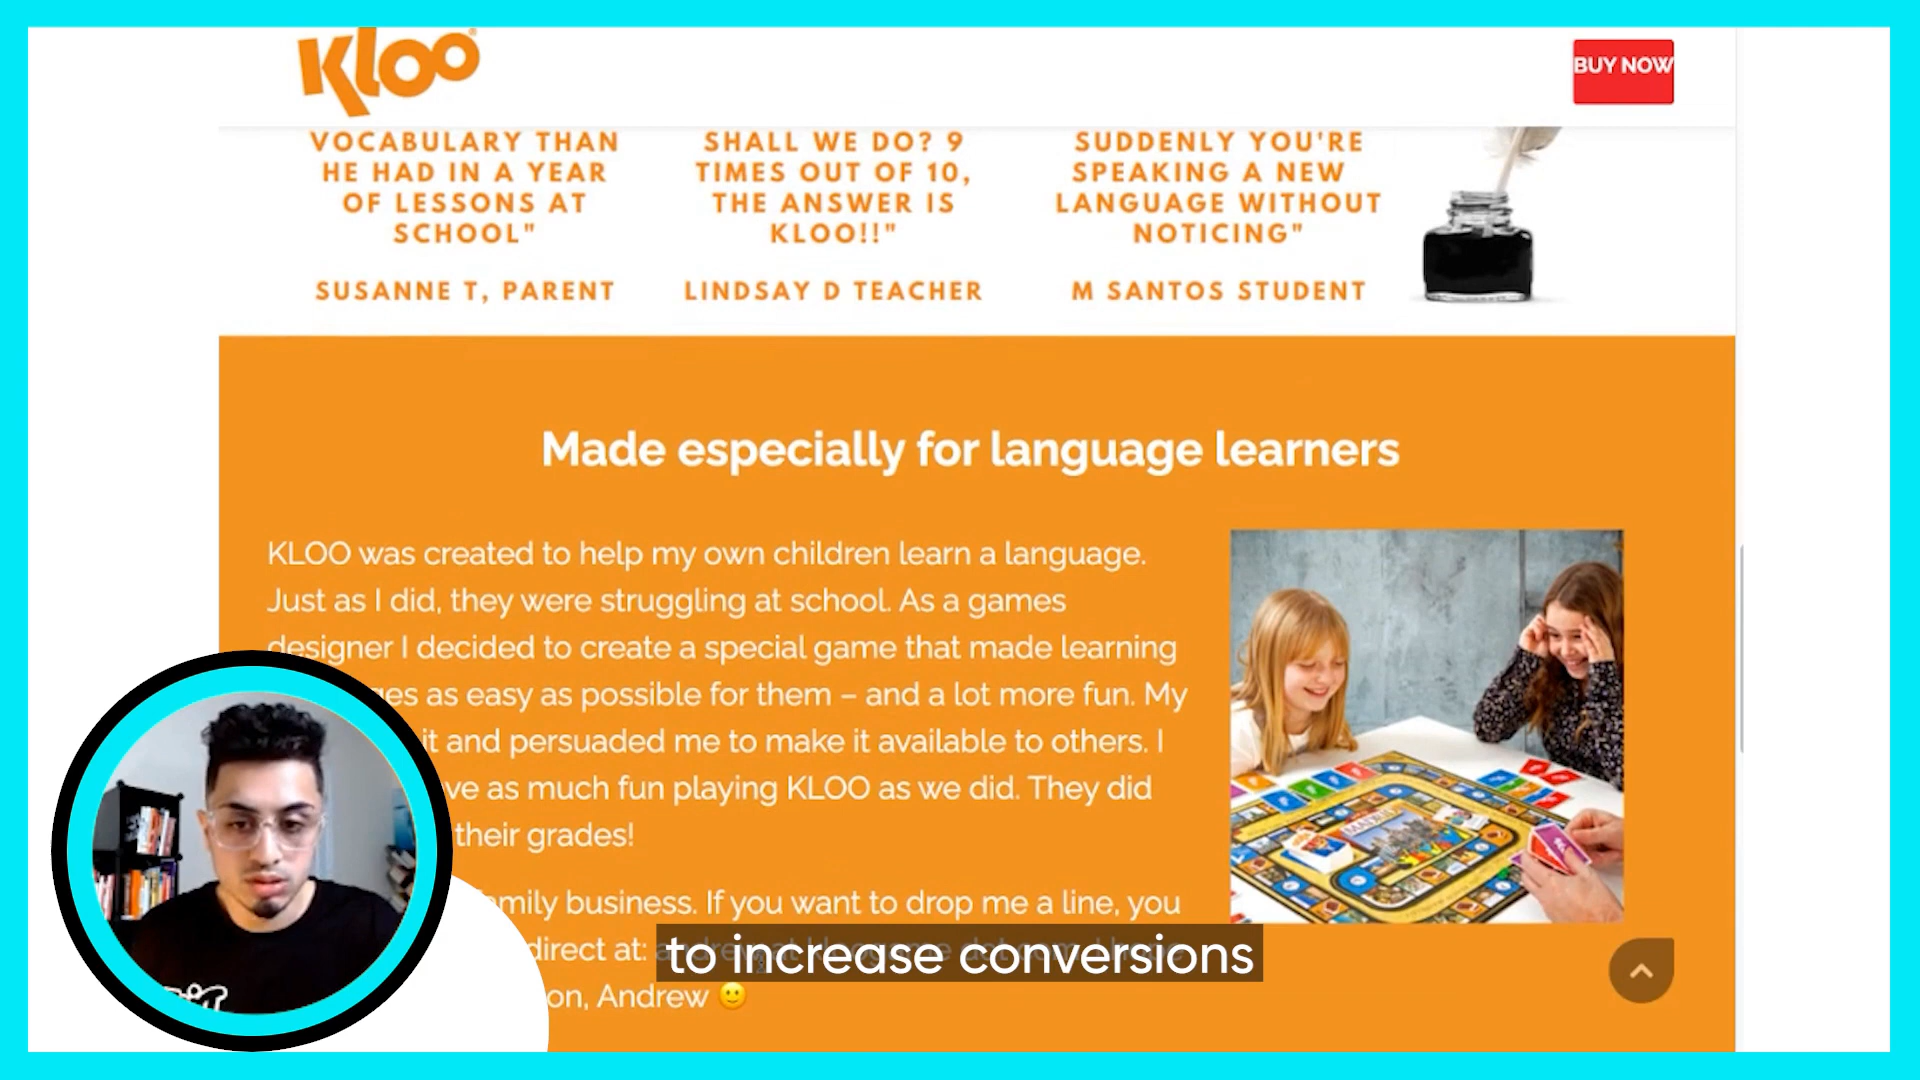 Kloo
BUY NOW
VOCABULARY THAN
HE HAD IN A YEAR
OF LESSONS AT
SCHOOL"
SUSANNE T, PARENT
SHALL WE DO? 9
TIMES OUT OF 10,
THE ANSWER IS
KLOO!!"
LINDSAY D TEACHER
SUDDENLY YOU'RE
SPEAKING A NEW
LANGUAGE WITHOUT
NOTICING"
M SANTOS STUDENT
Made especially for language learners
KLOO was created to help my own children learn a language.
Just as I did, they were struggling at school. As a games
designer I decided to create a special game that made learning
as easy as possible for them – and a lot more fun. My
it and persuaded me to make it available to others. I
as much fun playing KLOO as we did. They did
their grades!
business. If you want to drop me a line, you
direct at:
Andrew 🙂
to increase conversions